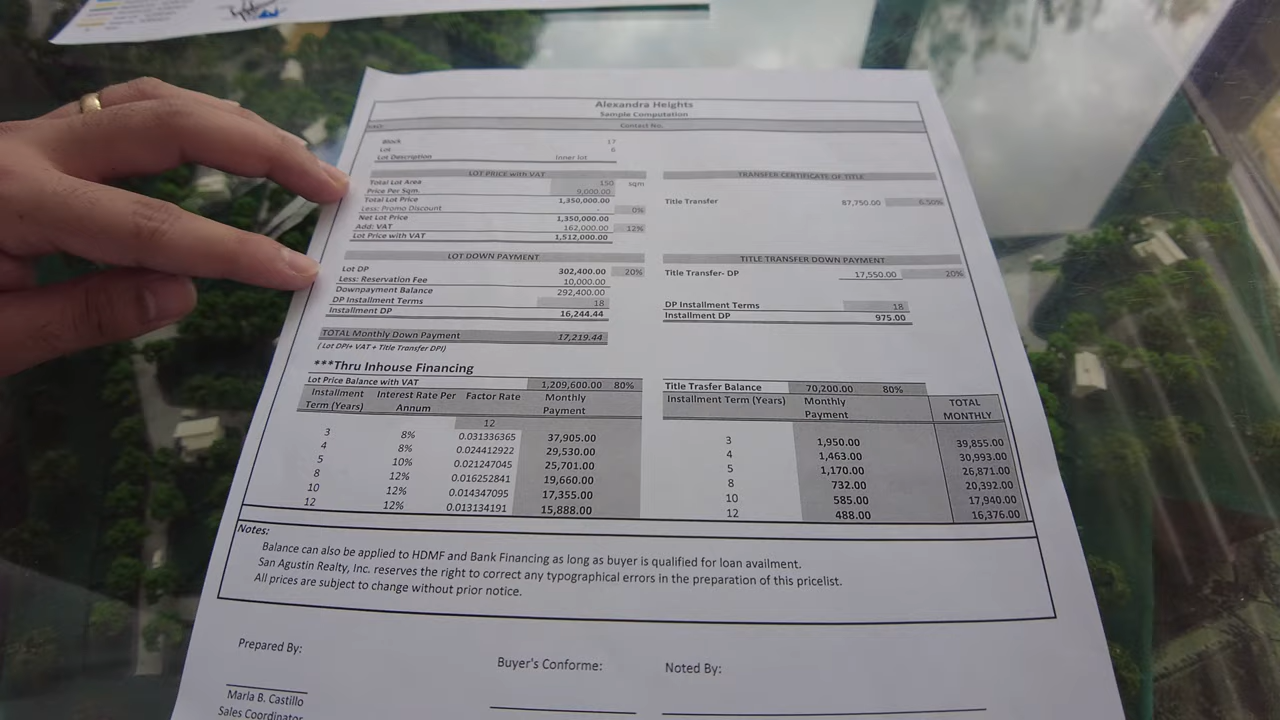 Alexandra Heights
Sample Computation
Contact No.
Block 17
Lot 6
Lot Description Inner lot
LOT PRICE with VAT
Total Lot Area 150 sqm
Price Per Sqm. 9,000.00
Total Lot Price 1,350,000.00
Less: Promo Discount - 0%
Net Lot Price 1,350,000.00
Add: VAT 162,000.00 12%
Lot Price with VAT 1,512,000.00
TRANSFER CERTIFICATE OF TITLE
Title Transfer 87,750.00 6.50%
LOT DOWN PAYMENT
Lot DP 302,400.00 20%
Less: Reservation Fee 10,000.00
Downpayment Balance 292,400.00
DP Installment Terms 18
Installment DP 16,244.44
TITLE TRANSFER DOWN PAYMENT
Title Transfer- DP 17,550.00 20%
DP Installment Terms 18
Installment DP 975.00
TOTAL Monthly Down Payment 17,219.44
( Lot DPI+ VAT + Title Transfer DPI)
***Thru Inhouse Financing
Lot Price Balance with VAT 1,209,600.00 80%
Installment Term (Years) Interest Rate Per Annum Factor Rate Monthly Payment
12
3 8% 0.031336365 37,905.00
4 8% 0.024412922 29,530.00
5 10% 0.021247045 25,701.00
8 12% 0.016252841 19,660.00
10 12% 0.014347095 17,355.00
12 12% 0.013134191 15,888.00
Title Trasfer Balance 70,200.00 80%
Installment Term (Years) Monthly Payment TOTAL MONTHLY
3 1,950.00 39,855.00
4 1,463.00 30,993.00
5 1,170.00 26,871.00
8 732.00 20,392.00
10 585.00 17,940.00
12 488.00 16,376.00
Notes:
Balance can also be applied to HDMF and Bank Financing as long as buyer is qualified for loan availment.
San Agustin Realty, Inc. reserves the right to correct any typographical errors in the preparation of this pricelist.
All prices are subject to change without prior notice.
Prepared By:
Buyer's Conforme:
Noted By:
Marla B. Castillo
Sales Coordinator